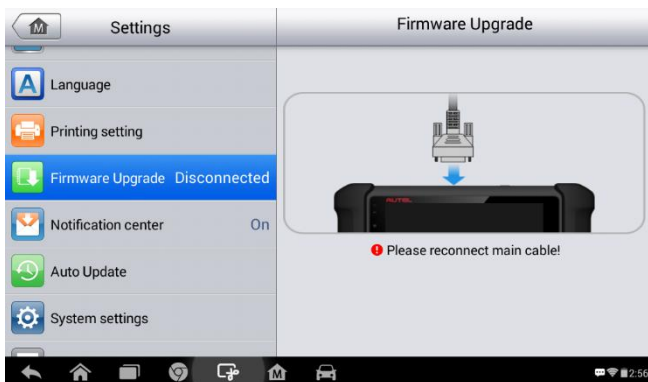 Settings
Firmware Upgrade
Language
Printing setting
Firmware Upgrade Disconnected
Notification center On
Auto Update
System settings
AUTEL
Please reconnect main cable!
M
M
2:56